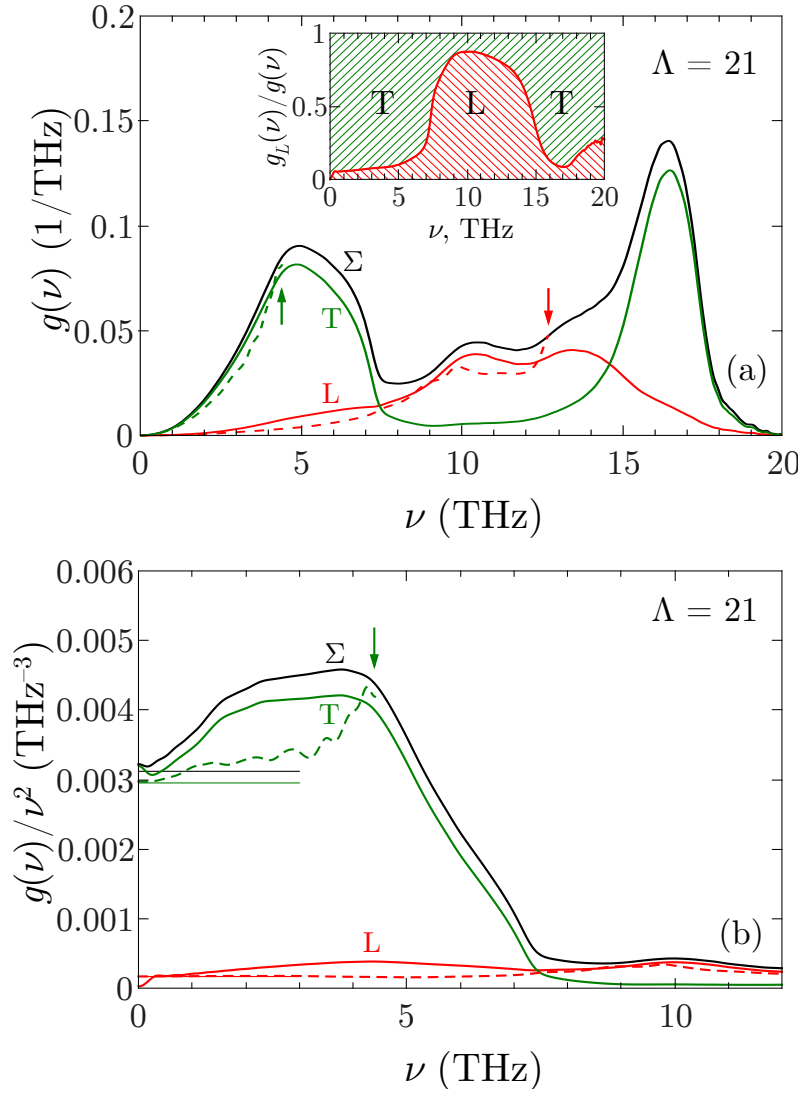 0.2
0.15
0.1
0.05
0
g(ν) (1/THz)
Λ = 21
1
0.5
0
g_L(ν)/g(ν)
T L T
0 5 10 15 20
ν, THz
Σ
T
L
(a)
0 5 10 15 20
ν (THz)
0.006
0.005
0.004
0.003
0.002
0.001
0
g(ν)/ν² (THz⁻³)
Λ = 21
Σ
T
L
(b)
0 5 10
ν (THz)